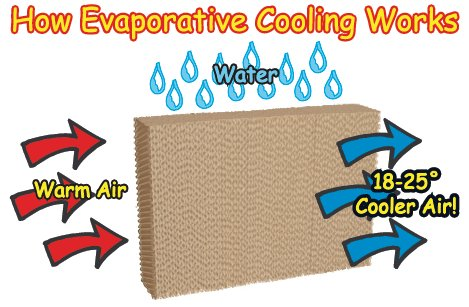 How Evaporative Cooling Works
Water
Warm Air
18-25°
Cooler Air!